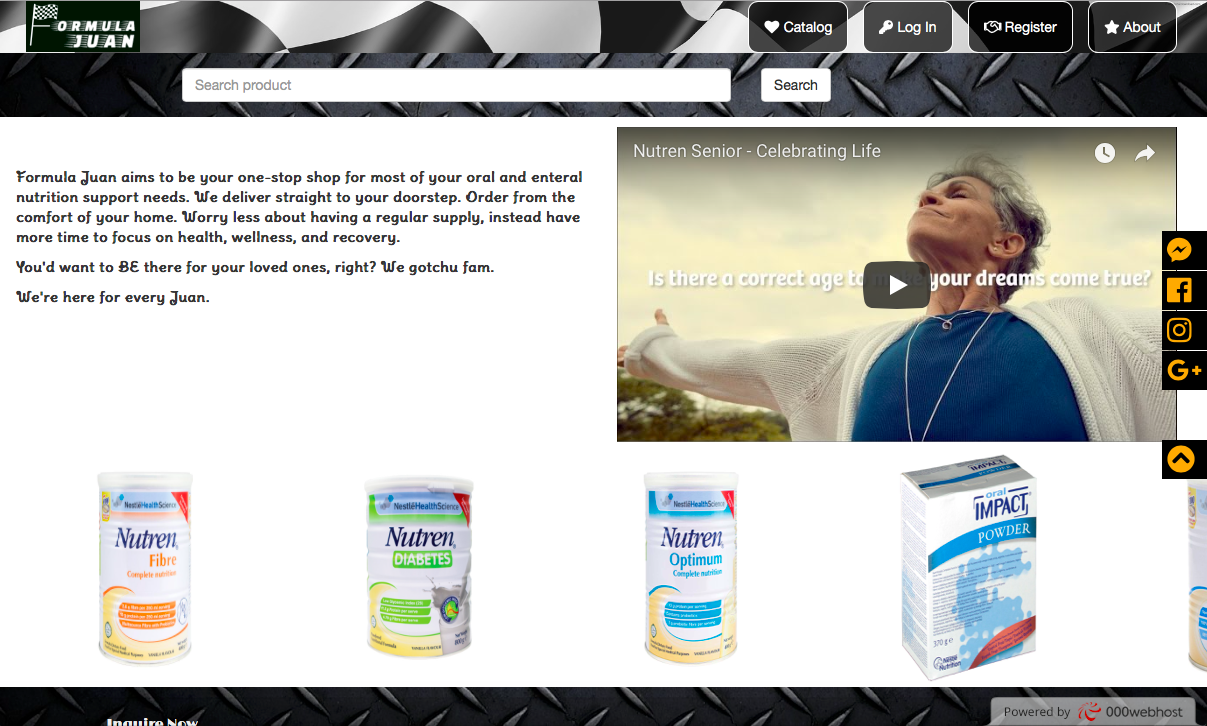 FORMULA
JUAN
Catalog
Log In
Register
About
Search product
Search
Formula Juan aims to be your one-stop shop for most of your oral and enteral
nutrition support needs. We deliver straight to your doorstep. Order from the
comfort of your home. Worry less about having a regular supply, instead have
more time to focus on health, wellness, and recovery.
You'd want to BE there for your loved ones, right? We gotchu fam.
We're here for every Juan.
Nutren Senior - Celebrating Life
Is there a correct age to make your dreams come true?
NestléHealthScience
Nutren
Fibre
Complete nutrition
NestléHealthScience
Nutren
DIABETES
NestléHealthScience
Nutren
Optimum
Complete nutrition
IMPACT
oral
IMPACT
POWDER
370 g e
Nestlé
Nutrition
Inquire Now
Powered by 000webhost